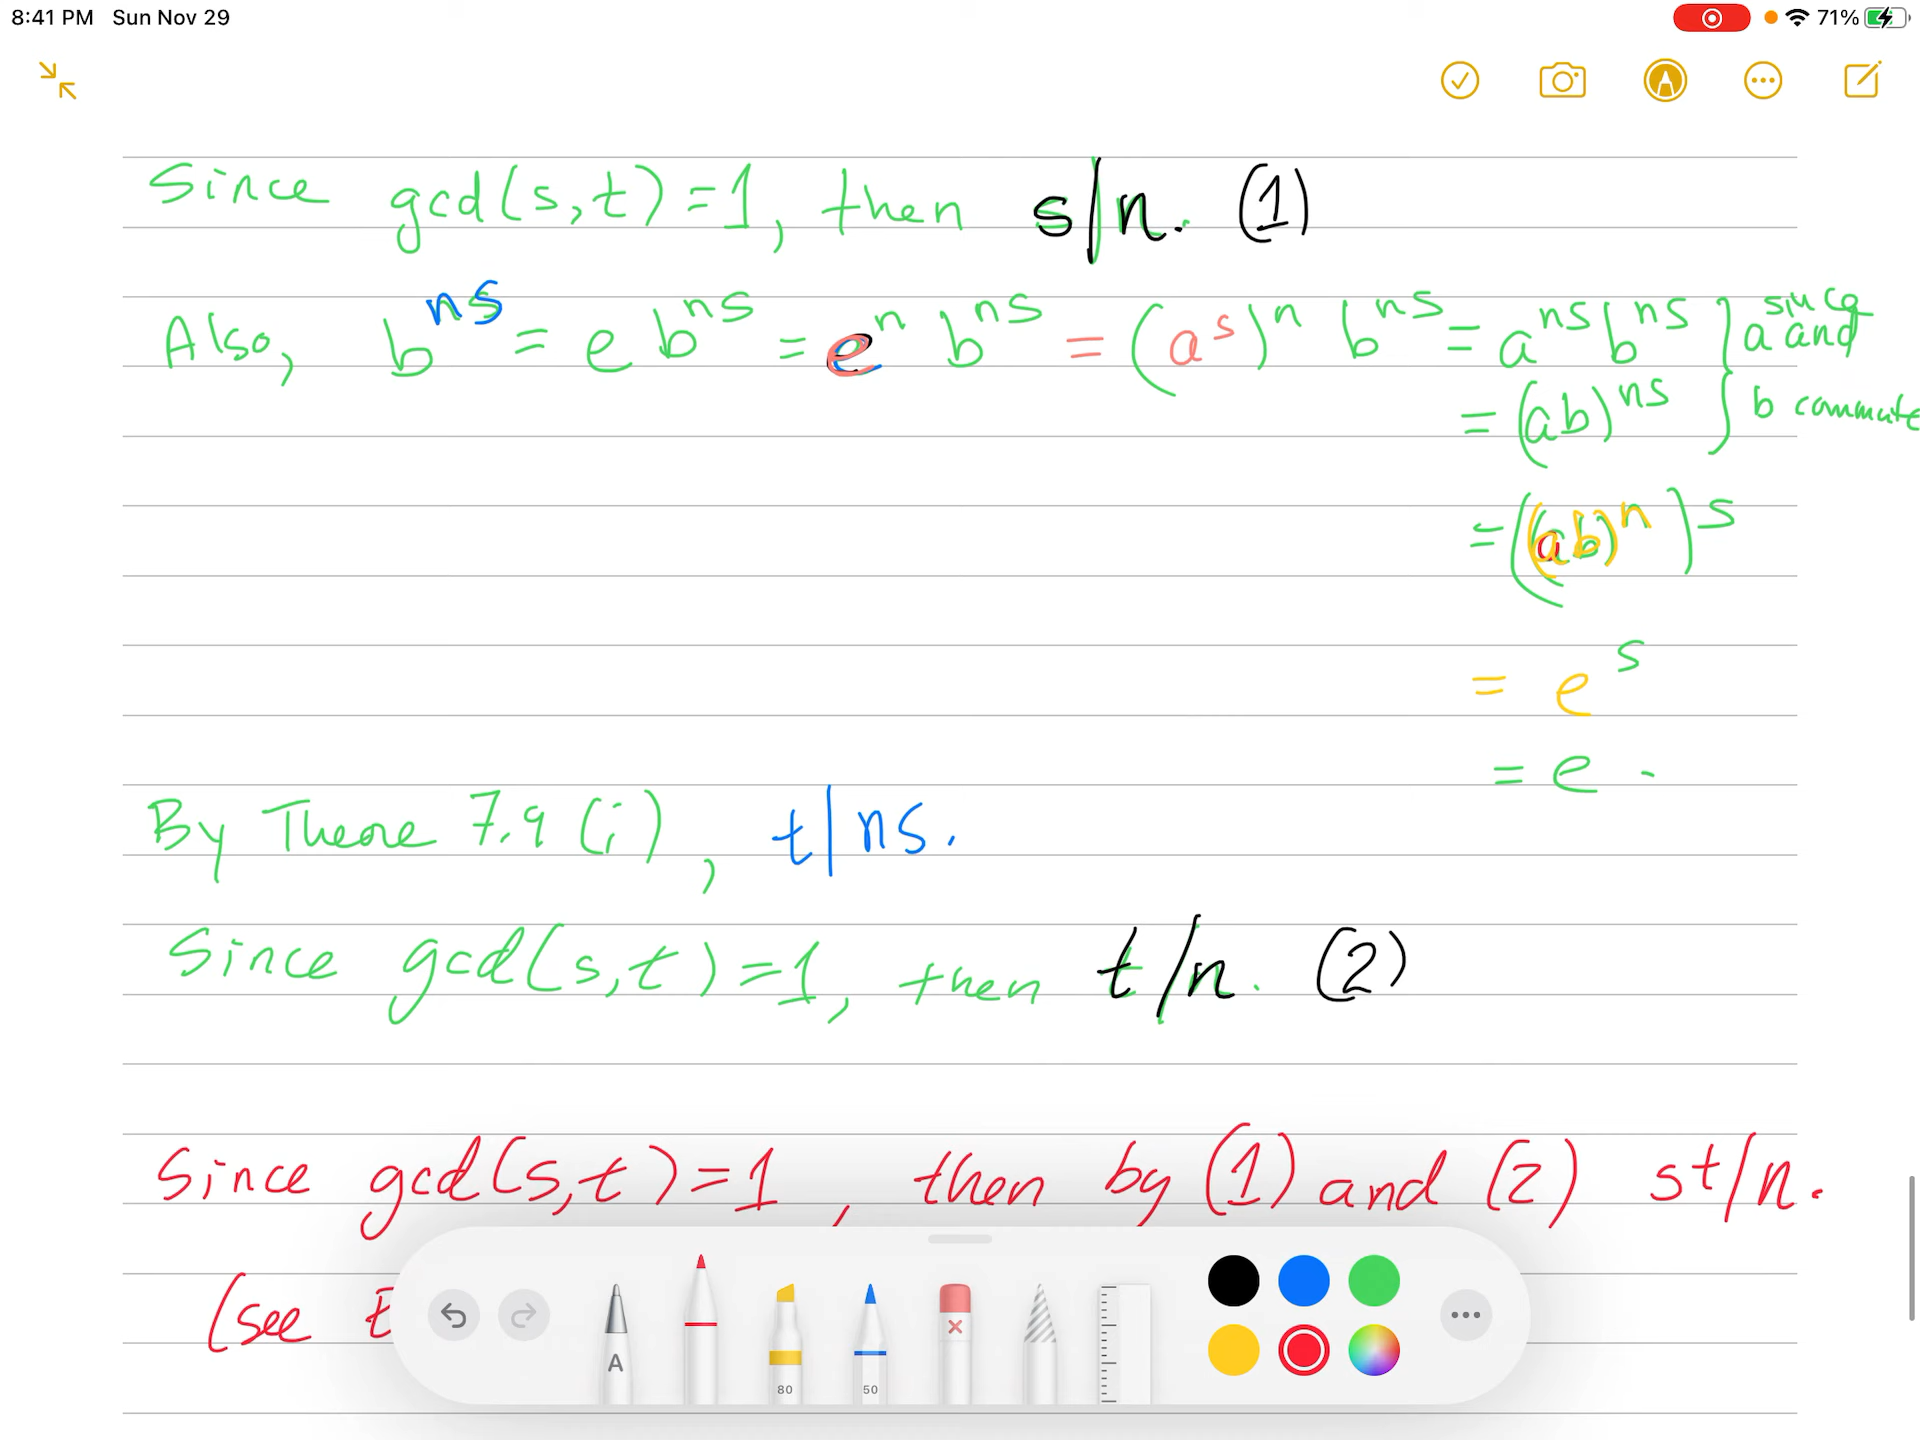 8:41 PM Sun Nov 29
71%
Since gcd(s,t)=1, then s/n. (1)
Also, b^ns = e b^ns = e^n b^ns = (a^s)^n b^ns = a^ns b^ns } since a and
= (ab)^ns } b commute
= ((ab)^n)^s
= e^s
= e.
By Theore 7.9 (i), t|ns.
Since gcd(s,t)=1, then t/n. (2)
Since gcd(s,t)=1, then by (1) and (2) st/n.
(see
A
80
50